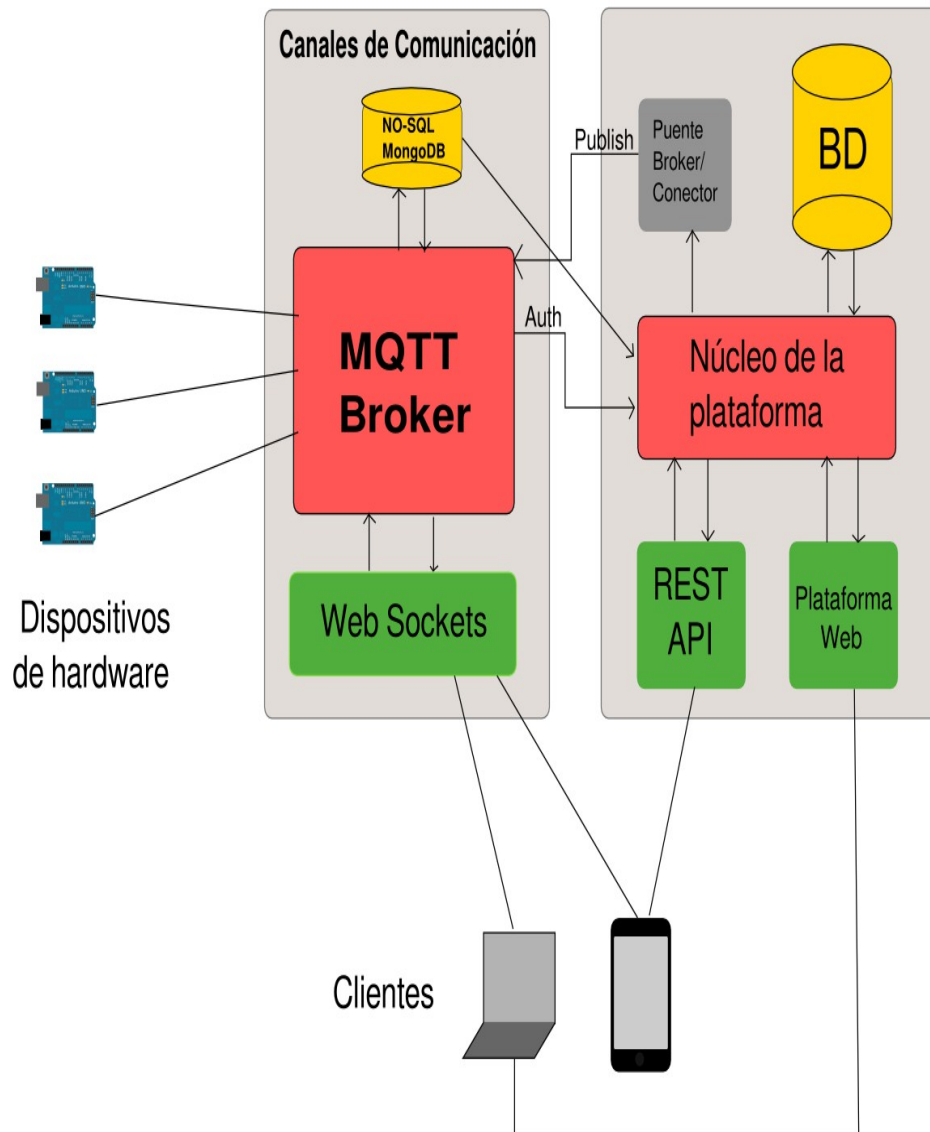 Canales de Comunicación
NO-SQL
MongoDB
Publish
Puente
Broker/
Conector
BD
MQTT
Broker
Auth
Núcleo de la
plataforma
Web Sockets
REST
API
Plataforma
Web
Dispositivos
de hardware
Clientes